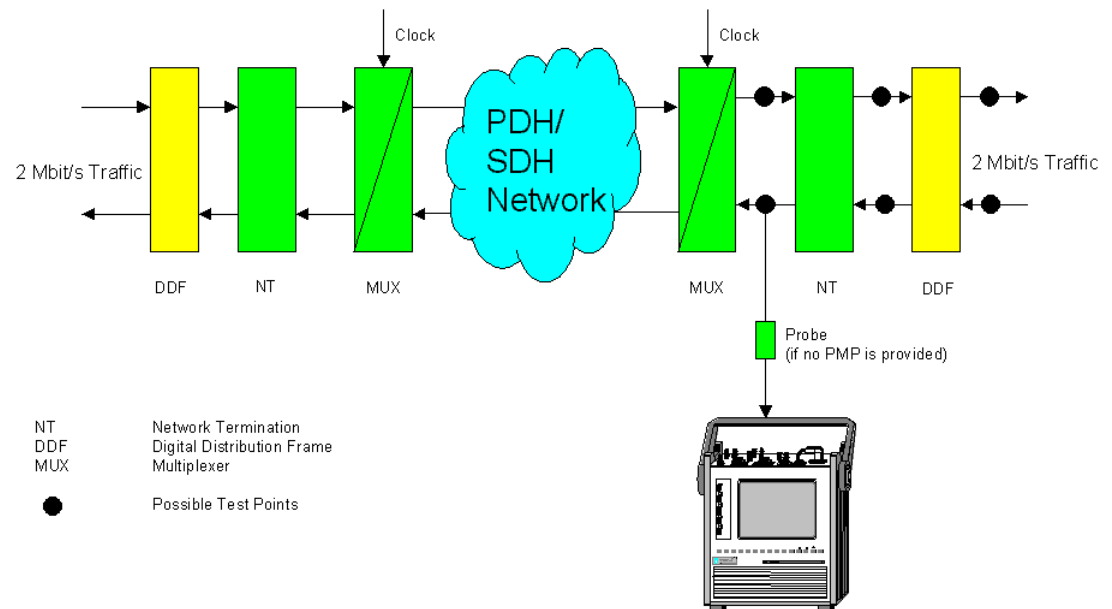 Clock
Clock
PDH/
SDH
Network
2 Mbit/s Traffic
2 Mbit/s Traffic
DDF
NT
MUX
MUX
NT
DDF
Probe
(if no PMP is provided)
NT Network Termination
DDF Digital Distribution Frame
MUX Multiplexer
Possible Test Points